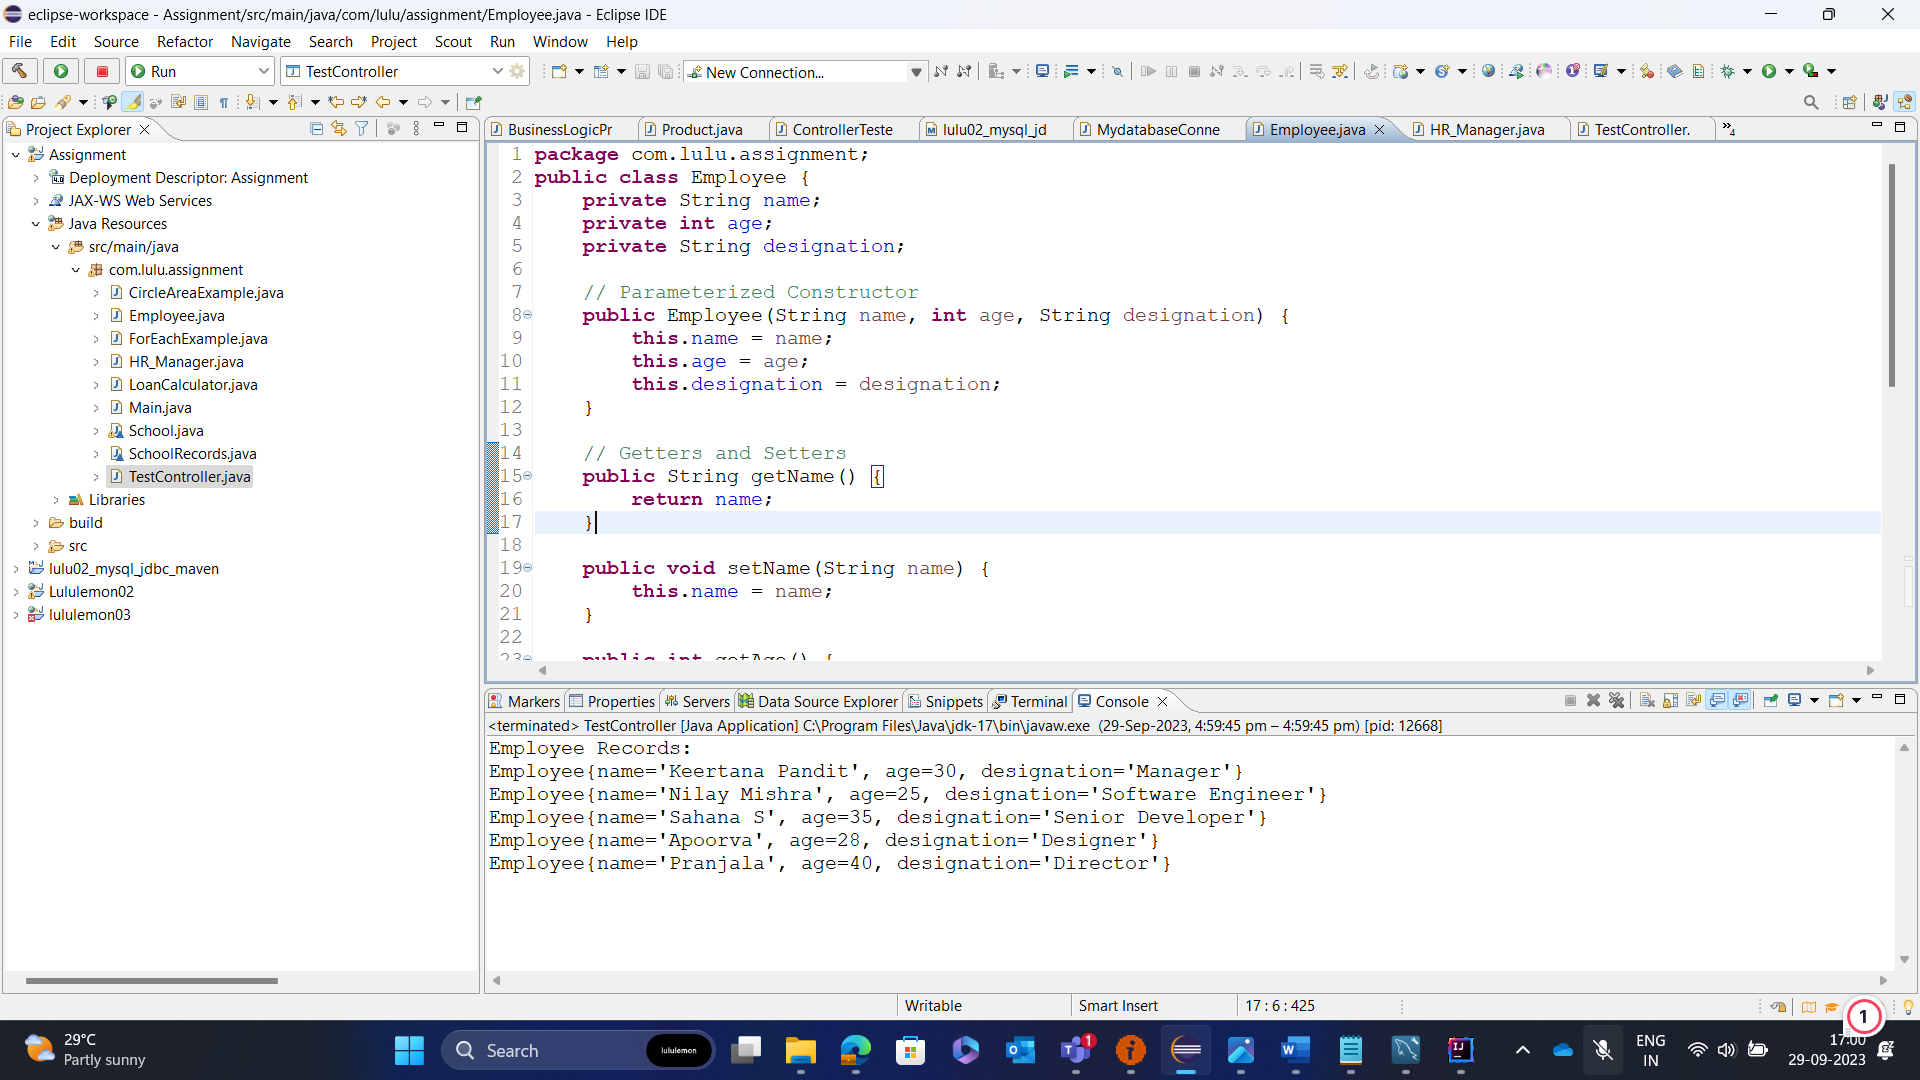 eclipse-workspace - Assignment/src/main/java/com/lulu/assignment/Employee.java - Eclipse IDE
File Edit Source Refactor Navigate Search Project Scout Run Window Help
Run TestController New Connection...
Project Explorer
Assignment
Deployment Descriptor: Assignment
JAX-WS Web Services
Java Resources
src/main/java
com.lulu.assignment
CircleAreaExample.java
Employee.java
ForEachExample.java
HR_Manager.java
LoanCalculator.java
Main.java
School.java
SchoolRecords.java
TestController.java
Libraries
build
src
lulu02_mysql_jdbc_maven
Lululemon02
lululemon03
BusinessLogicPr Product.java ControllerTeste lulu02_mysql_jd MydatabaseConne Employee.java HR_Manager.java TestController. »4
1 package com.lulu.assignment;
2 public class Employee {
3 private String name;
4 private int age;
5 private String designation;
6
7 // Parameterized Constructor
8 public Employee(String name, int age, String designation) {
9 this.name = name;
10 this.age = age;
11 this.designation = designation;
12 }
13
14 // Getters and Setters
15 public String getName() {
16 return name;
17 }
18
19 public void setName(String name) {
20 this.name = name;
21 }
22
23 public int getAge() {
Markers Properties Servers Data Source Explorer Snippets Terminal Console
<terminated> TestController [Java Application] C:\Program Files\Java\jdk-17\bin\javaw.exe (29-Sep-2023, 4:59:45 pm – 4:59:45 pm) [pid: 12668]
Employee Records:
Employee{name='Keertana Pandit', age=30, designation='Manager'}
Employee{name='Nilay Mishra', age=25, designation='Software Engineer'}
Employee{name='Sahana S', age=35, designation='Senior Developer'}
Employee{name='Apoorva', age=28, designation='Designer'}
Employee{name='Pranjala', age=40, designation='Director'}
Writable Smart Insert 17 : 6 : 425
1
29°C
Partly sunny
Search lululemon
1
ENG
IN
17:00
29-09-2023